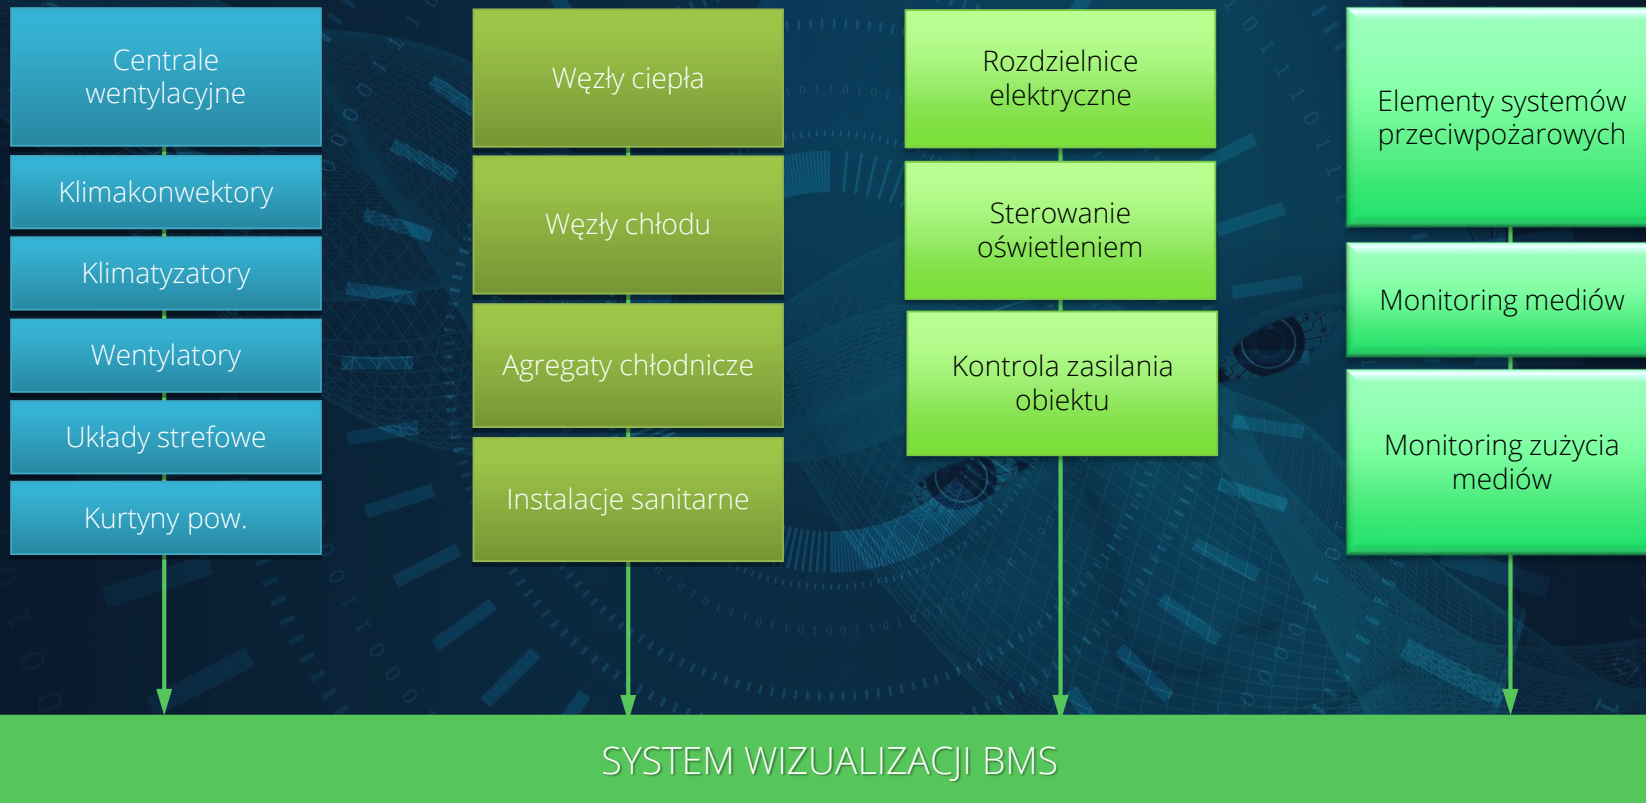 Centrale
wentylacyjne
Klimakonwektory
Klimatyzatory
Wentylatory
Układy strefowe
Kurtyny pow.
Węzły ciepła
Węzły chłodu
Agregaty chłodnicze
Instalacje sanitarne
Rozdzielnice
elektryczne
Sterowanie
oświetleniem
Kontrola zasilania
obiektu
Elementy systemów
przeciwpożarowych
Monitoring mediów
Monitoring zużycia
mediów
SYSTEM WIZUALIZACJI BMS